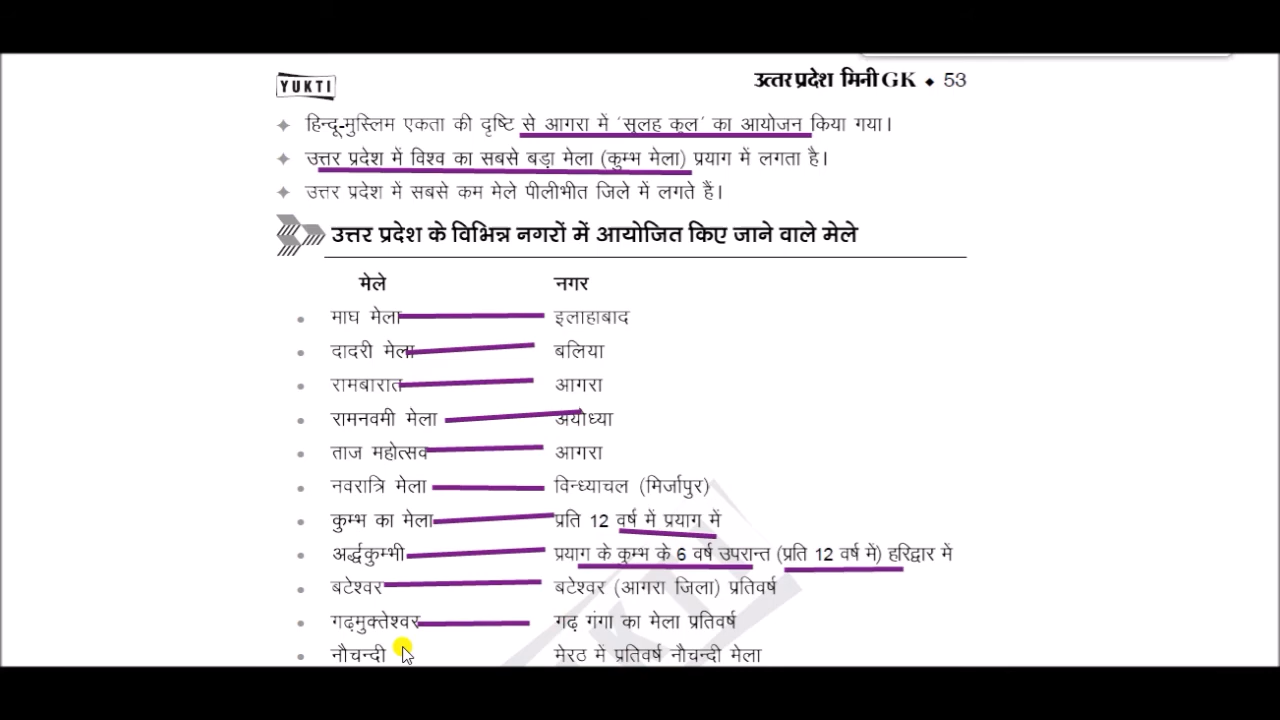 YUKTI
उत्तर प्रदेश मिनी GK ◆ 53
हिन्दू-मुस्लिम एकता की दृष्टि से आगरा में 'सुलह कुल' का आयोजन किया गया।
उत्तर प्रदेश में विश्व का सबसे बड़ा मेला (कुम्भ मेला) प्रयाग में लगता है।
उत्तर प्रदेश में सबसे कम मेले पीलीभीत जिले में लगते हैं।
उत्तर प्रदेश के विभिन्न नगरों में आयोजित किए जाने वाले मेले
मेले नगर
माघ मेला इलाहाबाद
दादरी मेला बलिया
रामबारात आगरा
रामनवमी मेला अयोध्या
ताज महोत्सव आगरा
नवरात्रि मेला विन्ध्याचल (मिर्जापुर)
कुम्भ का मेला प्रति 12 वर्ष में प्रयाग में
अर्द्धकुम्भी प्रयाग के कुम्भ के 6 वर्ष उपरान्त (प्रति 12 वर्ष में) हरिद्वार में
बटेश्वर बटेश्वर (आगरा जिला) प्रतिवर्ष
गढ़मुक्तेश्वर गढ़ गंगा का मेला प्रतिवर्ष
नौचन्दी मेरठ में प्रतिवर्ष नौचन्दी मेला